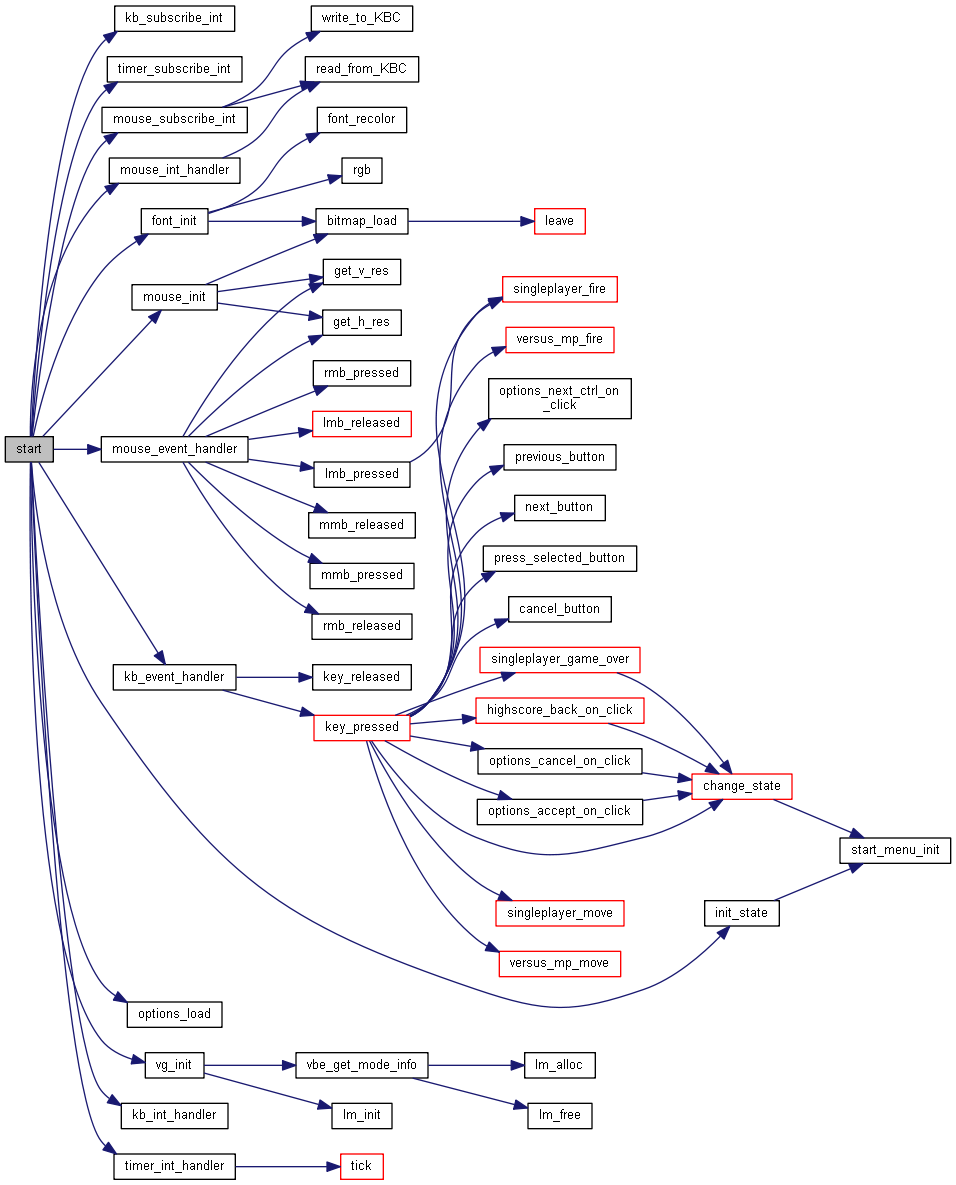 kb_subscribe_int
write_to_KBC
timer_subscribe_int
read_from_KBC
mouse_subscribe_int
font_recolor
mouse_int_handler
rgb
font_init
bitmap_load
leave
get_v_res
mouse_init
singleplayer_fire
get_h_res
versus_mp_fire
rmb_pressed
options_next_ctrl_on
_click
lmb_released
start
mouse_event_handler
previous_button
lmb_pressed
next_button
mmb_released
press_selected_button
mmb_pressed
cancel_button
rmb_released
singleplayer_game_over
kb_event_handler
key_released
highscore_back_on_click
key_pressed
options_cancel_on_click
change_state
options_accept_on_click
start_menu_init
singleplayer_move
init_state
versus_mp_move
options_load
vg_init
vbe_get_mode_info
lm_alloc
kb_int_handler
lm_init
lm_free
timer_int_handler
tick